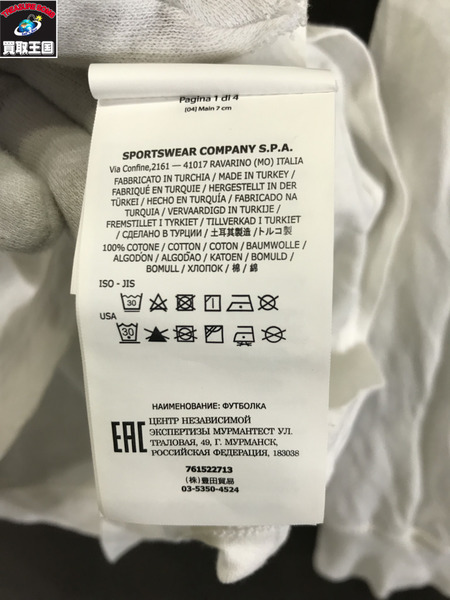 TREASURE ISLAND
買取王国
Pagina 1 di 4
[04] Main 7 cm
SPORTSWEAR COMPANY S.P.A.
Via Confine,2161 — 41017 RAVARINO (MO) ITALIA
FABBRICATO IN TURCHIA / MADE IN TURKEY /
FABRIQUÉ EN TURQUIE / HERGESTELLT IN DER
TÜRKEI / HECHO EN TURQUÍA / FABRICADO NA
TURQUIA / VERVAARDIGD IN TURKIJE /
FREMSTILLET I TYRKIET / TILLVERKAD I TURKIET
/ СДЕЛАНО В ТУРЦИИ / 土耳其製造 / トルコ製
100% COTONE / COTTON / COTON / BAUMWOLLE /
ALGODON / ALGODAO / KATOEN / BOMULD /
BOMULL / ХЛОПОК / 棉 / 綿
ISO - JIS
30
USA
30
НАИМЕНОВАНИЕ: ФУТБОЛКА
EAC
ЦЕНТР НЕЗАВИСИМОЙ
ЭКСПЕРТИЗЫ МУРМАНТЕСТ УЛ.
ТРАЛОВАЯ, 49, Г. МУРМАНСК,
РОССИЙСКАЯ ФЕДЕРАЦИЯ, 183038
761522713
(株) 豊田貿易
03-5350-4524